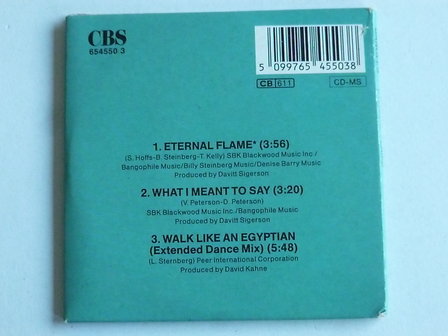 CBS
654550 3
5 099765 455038
CB 611
CD-MS
1. ETERNAL FLAME* (3:56)
(S. Hoffs-B. Steinberg-T. Kelly) SBK Blackwood Music Inc/
Bangophile Music/Billy Steinberg Music/Denise Barry Music
Produced by Davitt Sigerson
2. WHAT I MEANT TO SAY (3:20)
(V. Peterson-D. Peterson)
SBK Blackwood Music Inc./Bangophile Music
Produced by Davitt Sigerson
3. WALK LIKE AN EGYPTIAN
(Extended Dance Mix) (5:48)
(L. Sternberg) Peer International Corporation
Produced by David Kahne